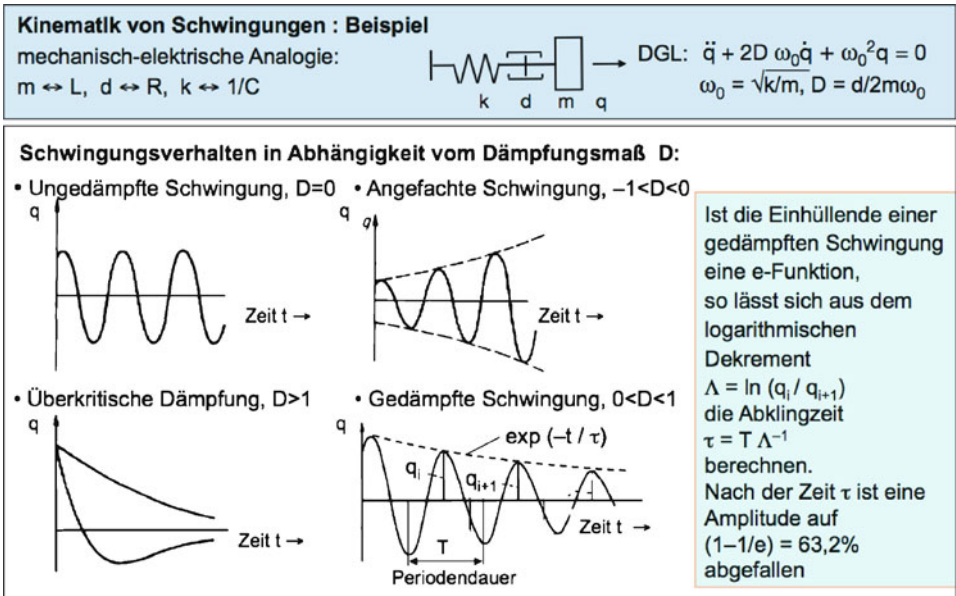 Kinematlk von Schwingungen : Beispiel
mechanisch-elektrische Analogie:
m ↔ L, d ↔ R, k ↔ 1/C
k d m q
DGL: q̈ + 2D ω₀q̇ + ω₀²q = 0
ω₀ = √k/m, D = d/2mω₀
Schwingungsverhalten in Abhängigkeit vom Dämpfungsmaß D:
• Ungedämpfte Schwingung, D=0
q
Zeit t →
• Angefachte Schwingung, –1<D<0
q
q
Zeit t →
• Überkritische Dämpfung, D>1
q
Zeit t →
• Gedämpfte Schwingung, 0<D<1
q
exp (–t / τ)
qᵢ
qᵢ₊₁
Zeit t →
T
Periodendauer
Ist die Einhüllende einer
gedämpften Schwingung
eine e-Funktion,
so lässt sich aus dem
logarithmischen
Dekrement
Λ = ln (qᵢ / qᵢ₊₁)
die Abklingzeit
τ = T Λ⁻¹
berechnen.
Nach der Zeit τ ist eine
Amplitude auf
(1–1/e) = 63,2%
abgefallen